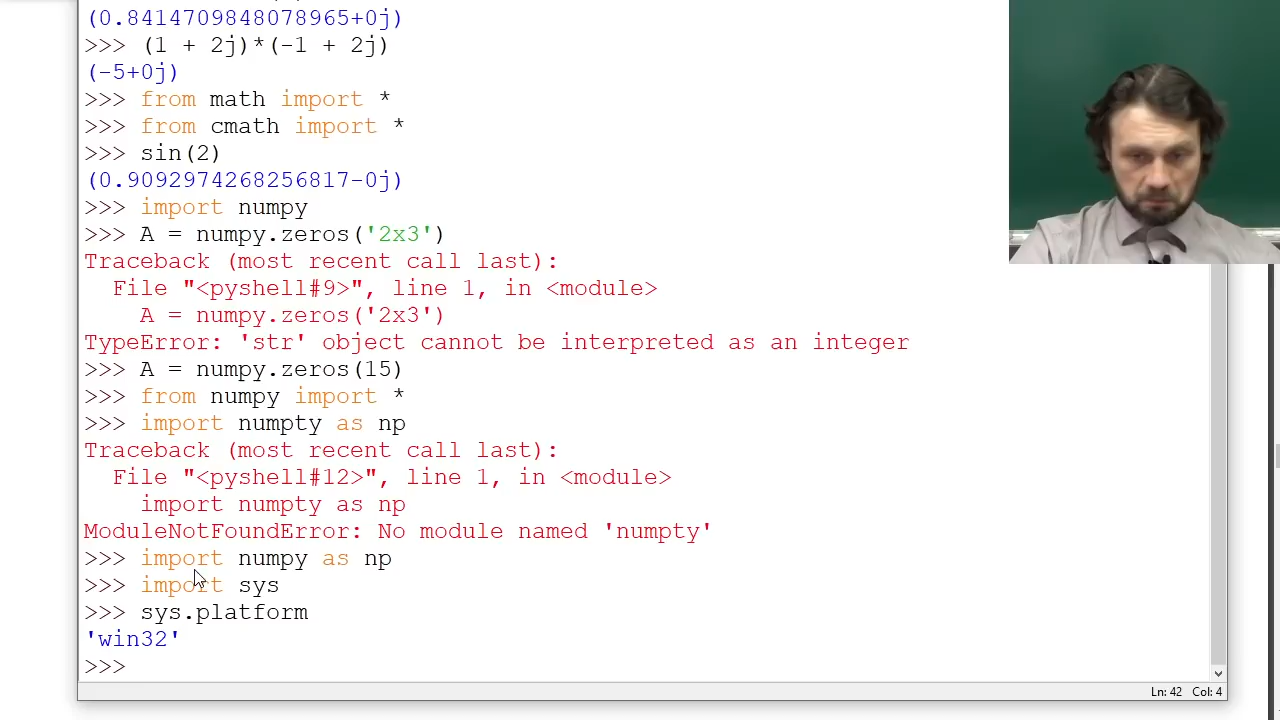 (0.8414709848078965+0j)
>>> (1 + 2j)*(-1 + 2j)
(-5+0j)
>>> from math import *
>>> from cmath import *
>>> sin(2)
(0.9092974268256817-0j)
>>> import numpy
>>> A = numpy.zeros('2x3')
Traceback (most recent call last):
  File "<pyshell#9>", line 1, in <module>
    A = numpy.zeros('2x3')
TypeError: 'str' object cannot be interpreted as an integer
>>> A = numpy.zeros(15)
>>> from numpy import *
>>> import numpty as np
Traceback (most recent call last):
  File "<pyshell#12>", line 1, in <module>
    import numpty as np
ModuleNotFoundError: No module named 'numpty'
>>> import numpy as np
>>> import sys
>>> sys.platform
'win32'
>>>
Ln: 42 Col: 4